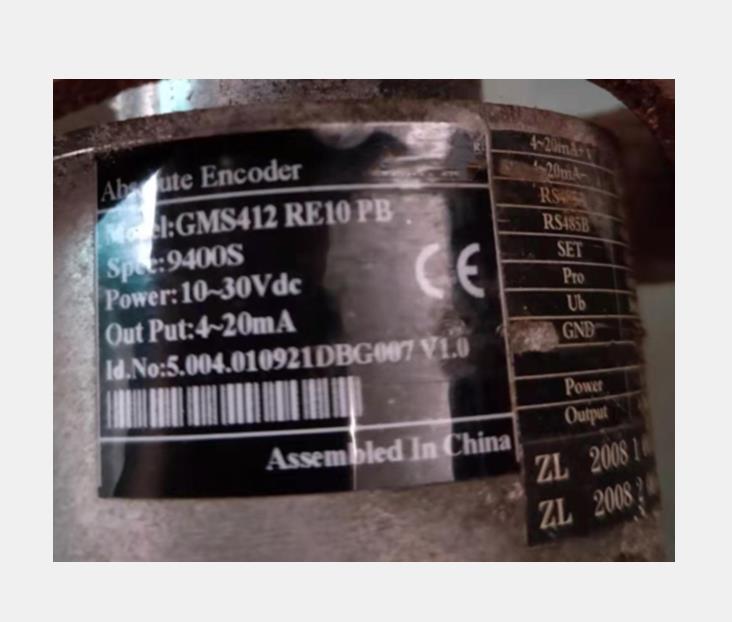 Absolute Encoder
Model:GMS412 RE10 PB
Spec:9400S
Power:10~30Vdc
Out Put:4~20mA
Id.No:5.004.010921DBG007 V1.0
CE
Assembled In China
4~20mA+
4~20mA-
RS485A
RS485B
SET
Pro
Ub
GND
Power
Output
ZL 2008 1
ZL 2008 2